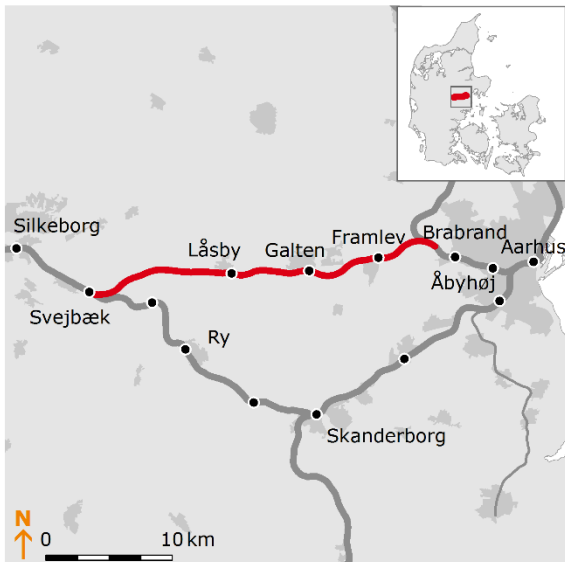 Silkeborg
Låsby
Galten
Framlev
Brabrand
Aarhus
Åbyhøj
Svejbæk
Ry
Skanderborg
N
0 10 km